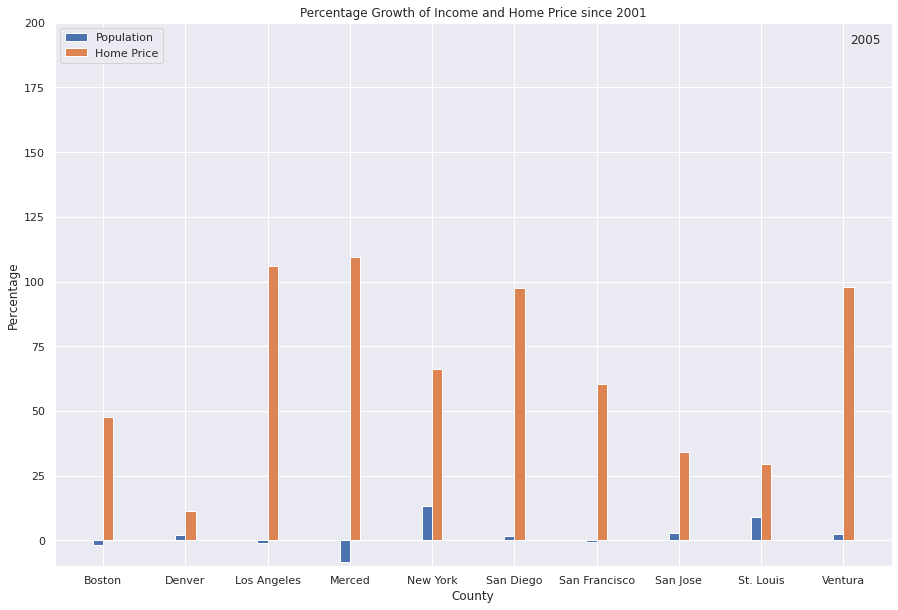 Percentage Growth of Income and Home Price since 2001
Population
Home Price
2005
Percentage
200
175
150
125
100
75
50
25
0
Boston Denver Los Angeles Merced New York San Diego San Francisco San Jose St. Louis Ventura
County